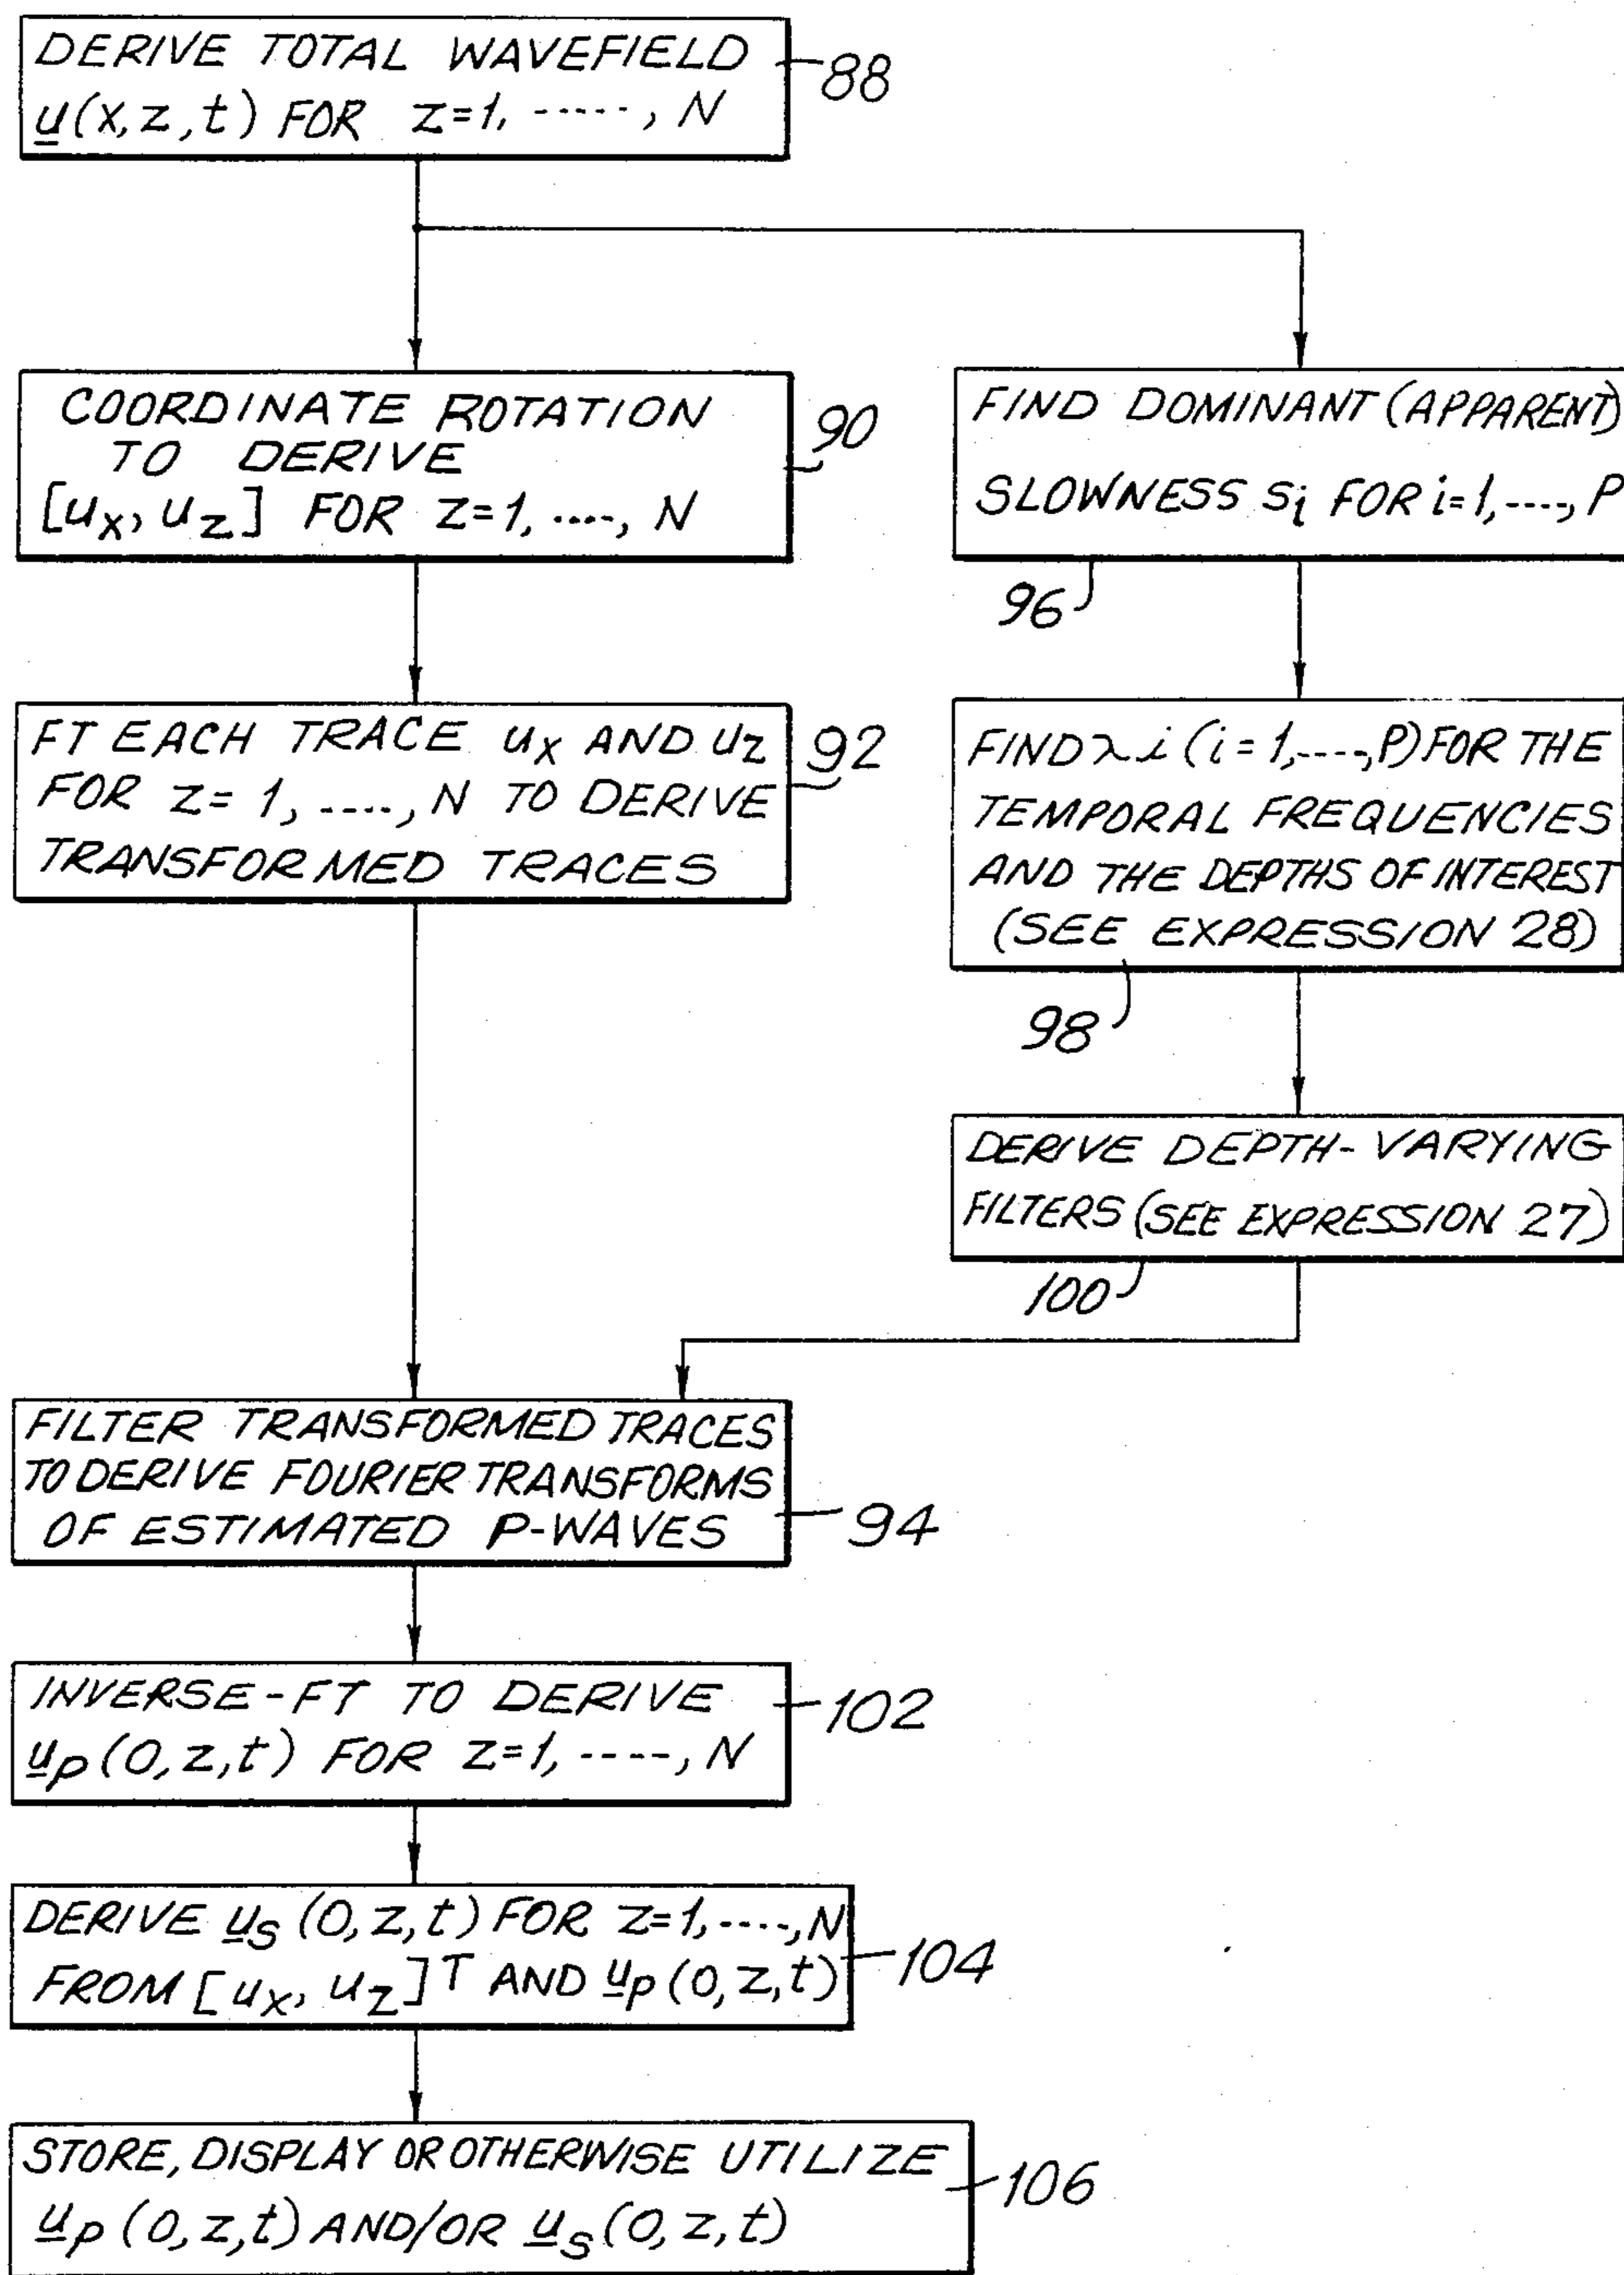 DERIVE TOTAL WAVEFIELD
u(x,z,t) FOR z=1, -----, N
88
COORDINATE ROTATION
TO DERIVE
[ux, uz] FOR z=1, ...., N
90
FIND DOMINANT (APPARENT)
SLOWNESS si FOR i=1,----, P
96
FT EACH TRACE ux AND uz
FOR z= 1, ...., N TO DERIVE
TRANSFORMED TRACES
92
FIND λi (i=1,----,P) FOR THE
TEMPORAL FREQUENCIES
AND THE DEPTHS OF INTEREST
(SEE EXPRESSION 28)
98
DERIVE DEPTH-VARYING
FILTERS (SEE EXPRESSION 27)
100
FILTER TRANSFORMED TRACES
TO DERIVE FOURIER TRANSFORMS
OF ESTIMATED P-WAVES
94
INVERSE-FT TO DERIVE
up(0,z,t) FOR z=1, ----, N
102
DERIVE us(0,z,t) FOR z=1,----,N
FROM [ux, uz]T AND up(0,z,t)
104
STORE, DISPLAY OR OTHERWISE UTILIZE
up(0,z,t) AND/OR us(0,z,t)
106